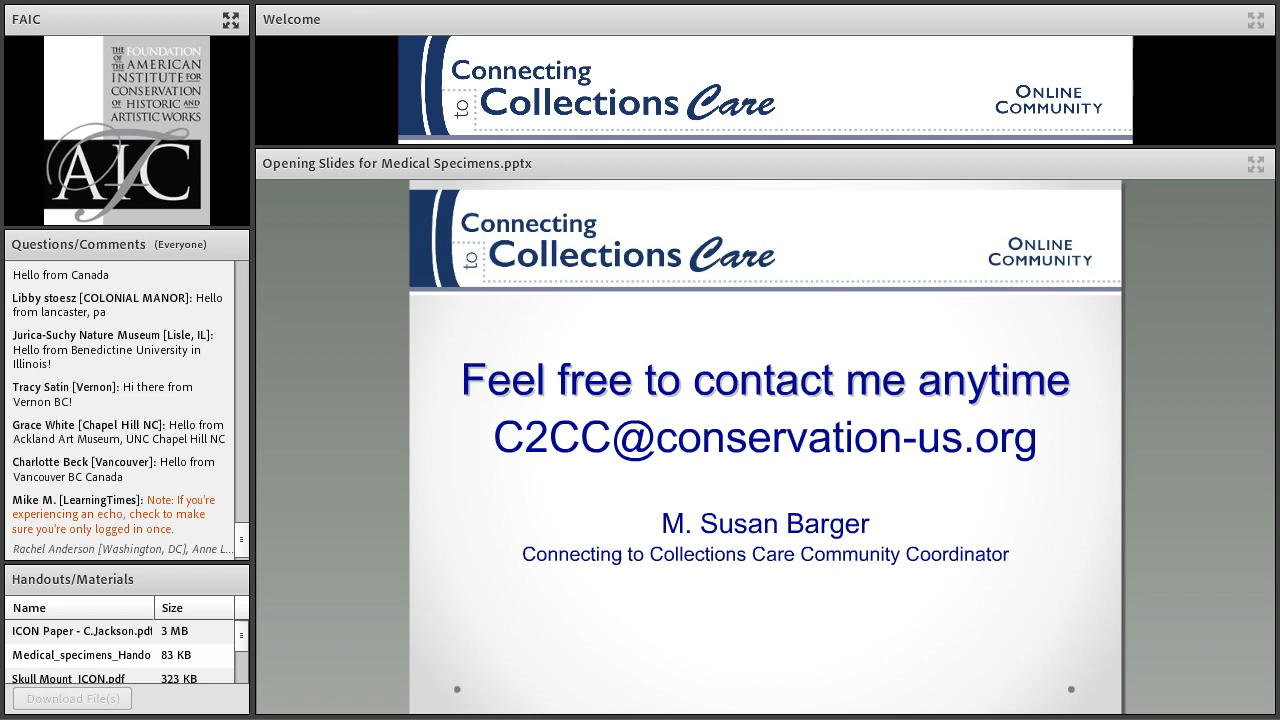 FAIC
THE FOUNDATION
OF THE AMERICAN
INSTITUTE FOR
CONSERVATION
OF HISTORIC AND
ARTISTIC WORKS
AIC
Questions/Comments (Everyone)
Hello from Canada
Libby stoesz [COLONIAL MANOR]: Hello
from lancaster, pa
Jurica-Suchy Nature Museum [Lisle, IL]:
Hello from Benedictine University in
Illinois!
Tracy Satin [Vernon]: Hi there from
Vernon BC!
Grace White [Chapel Hill NC]: Hello from
Ackland Art Museum, UNC Chapel Hill NC
Charlotte Beck [Vancouver]: Hello from
Vancouver BC Canada
Mike M. [LearningTimes]: Note: If you're
experiencing an echo, check to make
sure you're only logged in once.
Rachel Anderson [Washington, DC], Anne L...
Handouts/Materials
Name Size
ICON Paper - C.Jackson.pdf 3 MB
Medical_specimens_Hando 83 KB
Skull Mount_ICON.pdf 323 KB
Download File(s)
Welcome
Connecting
to Collections Care
ONLINE
COMMUNITY
Opening Slides for Medical Specimens.pptx
Connecting
to Collections Care
ONLINE
COMMUNITY
Feel free to contact me anytime
C2CC@conservation-us.org
M. Susan Barger
Connecting to Collections Care Community Coordinator